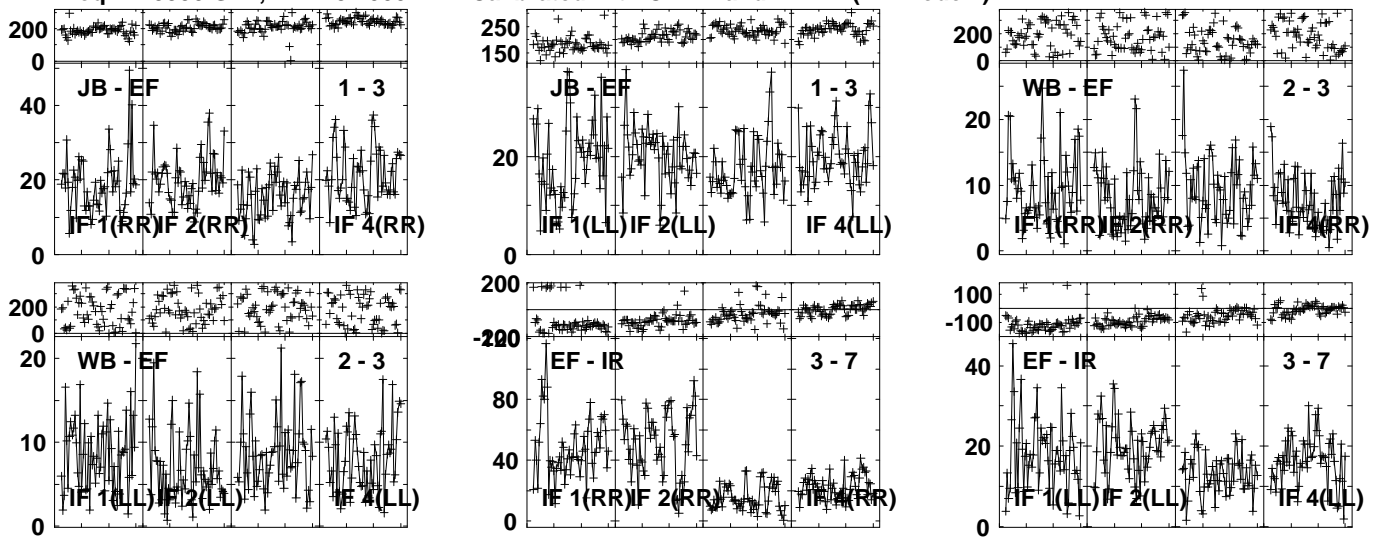 200
0
JB - EF
1 - 3
40
20
0
IF 1(RR)
IF 2(RR)
IF 4(RR)
250
150
JB - EF
1 - 3
20
0
IF 1(LL)
IF 2(LL)
IF 4(LL)
200
0
WB - EF
2 - 3
20
10
0
IF 1(RR)
IF 2(RR)
IF 4(RR)
200
0
WB - EF
2 - 3
20
10
0
IF 1(LL)
IF 2(LL)
IF 4(LL)
200
-200
EF - IR
3 - 7
120
80
40
0
IF 1(RR)
IF 2(RR)
IF 4(RR)
100
-100
EF - IR
3 - 7
40
20
0
IF 1(LL)
IF 2(LL)
IF 4(LL)